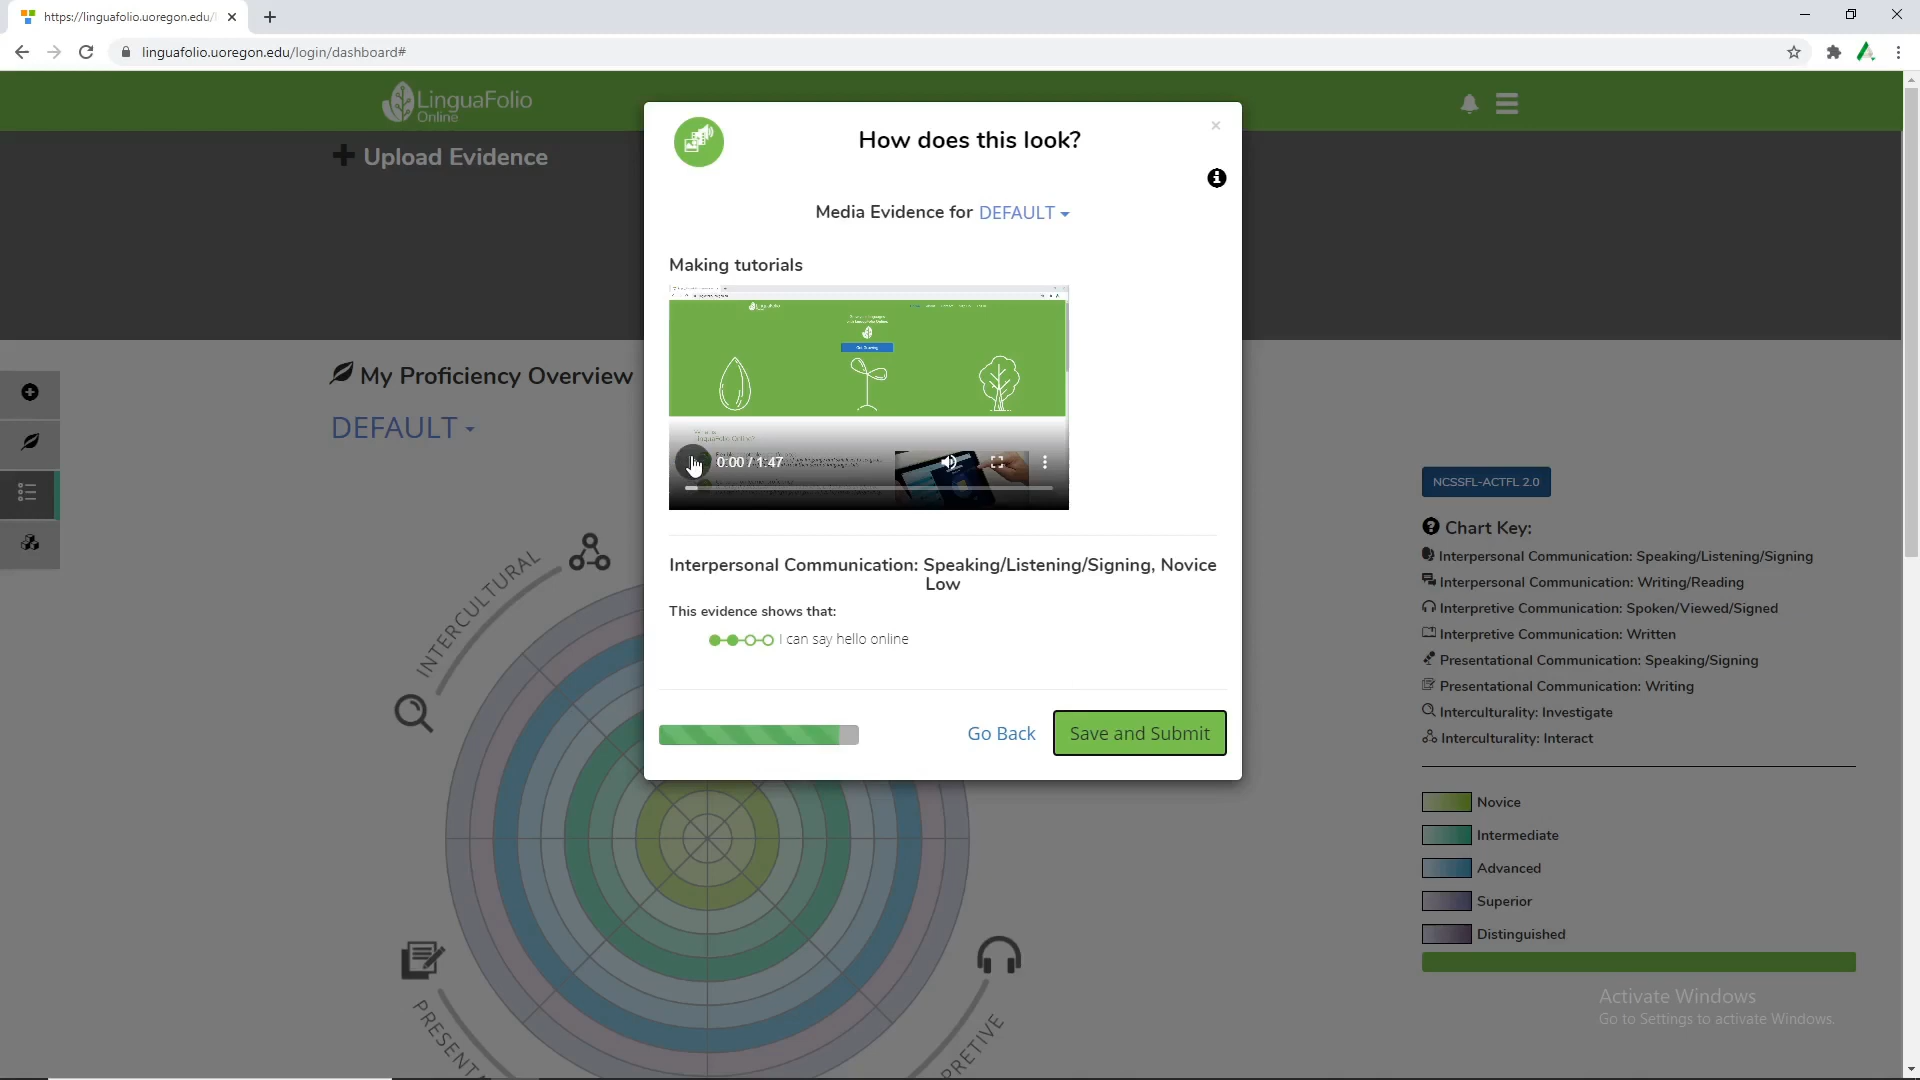 https://linguafolio.uoregon.edu/l
linguafolio.uoregon.edu/login/dashboard#
LinguaFolio
Online
Upload Evidence
How does this look?
Media Evidence for DEFAULT
Making tutorials
0:00 / 1:47
My Proficiency Overview
DEFAULT
Interpersonal Communication: Speaking/Listening/Signing, Novice
Low
This evidence shows that:
I can say hello online
Go Back
Save and Submit
INTERCULTURAL
NCSSFL-ACTFL 2.0
Chart Key:
Interpersonal Communication: Speaking/Listening/Signing
Interpersonal Communication: Writing/Reading
Interpretive Communication: Spoken/Viewed/Signed
Interpretive Communication: Written
Presentational Communication: Speaking/Signing
Presentational Communication: Writing
Interculturality: Investigate
Interculturality: Interact
Novice
Intermediate
Advanced
Superior
Distinguished
PRESENTA
PRETIVE
Activate Windows
Go to Settings to activate Windows.